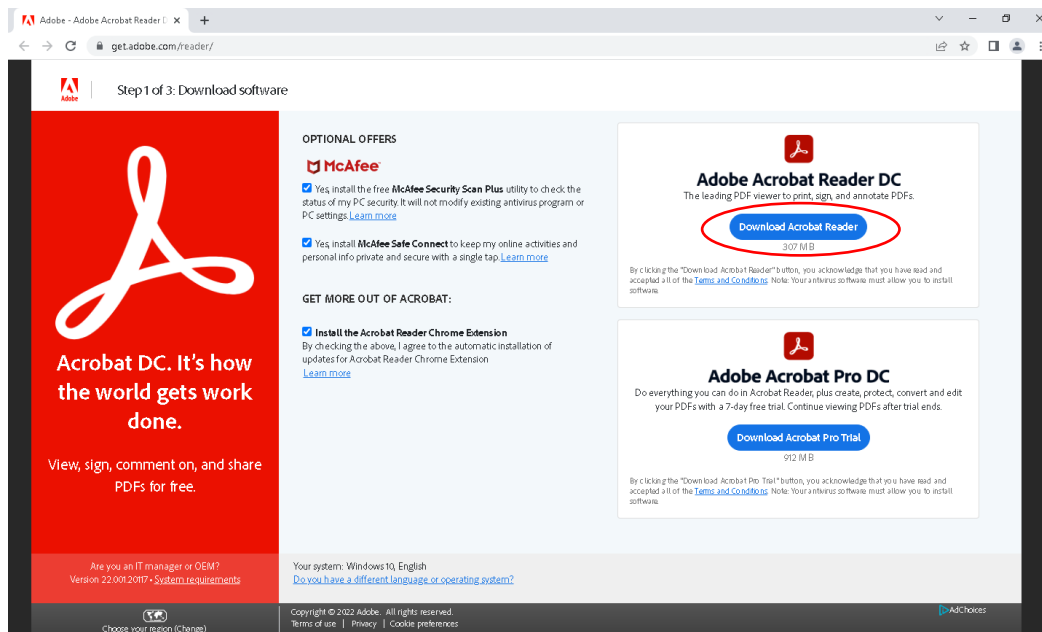 Adobe - Adobe Acrobat Reader D
get.adobe.com/reader/
Adobe
Step 1 of 3: Download software
Acrobat DC. It's how
the world gets work
done.
View, sign, comment on, and share
PDFs for free.
OPTIONAL OFFERS
McAfee
Yes, install the free McAfee Security Scan Plus utility to check the
status of my PC security. It will not modify existing antivirus program or
PC settings. Learn more
Yes, install McAfee Safe Connect to keep my online activities and
personal info private and secure with a single tap. Learn more
GET MORE OUT OF ACROBAT:
Install the Acrobat Reader Chrome Extension
By checking the above, I agree to the automatic installation of
updates for Acrobat Reader Chrome Extension
Learn more
Adobe Acrobat Reader DC
The leading PDF viewer to print, sign, and annotate PDFs.
Download Acrobat Reader
307 MB
By clicking the "Download Acrobat Reader" button, you acknowledge that you have read and
accepted all of the Terms and Conditions. Note: Your antivirus software must allow you to install
software.
Adobe Acrobat Pro DC
Do everything you can do in Acrobat Reader, plus create, protect, convert and edit
your PDFs with a 7-day free trial. Continue viewing PDFs after trial ends.
Download Acrobat Pro Trial
912 MB
By clicking the "Download Acrobat Pro Trial" button, you acknowledge that you have read and
accepted all of the Terms and Conditions. Note: Your antivirus software must allow you to install
software.
Are you an IT manager or OEM?
Version 22.001.20117 • System requirements
Your system: Windows 10, English
Do you have a different language or operating system?
Choose your region (Change)
Copyright © 2022 Adobe. All rights reserved.
Terms of use | Privacy | Cookie preferences
AdChoices